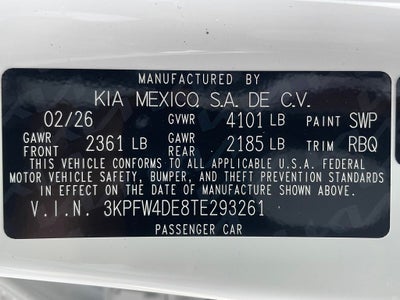 MANUFACTURED BY
KIA MEXICO, S.A. DE C.V.
02/26 GVWR 4101 LB PAINT SWP
GAWR FRONT 2361 LB GAWR REAR 2185 LB TRIM RBQ
THIS VEHICLE CONFORMS TO ALL APPLICABLE U.S.A. FEDERAL
MOTOR VEHICLE SAFETY, BUMPER, AND THEFT PREVENTION STANDARDS
IN EFFECT ON THE DATE OF MANUFACTURE SHOWN ABOVE.
V.I.N. 3KPFW4DE8TE293261
PASSENGER CAR